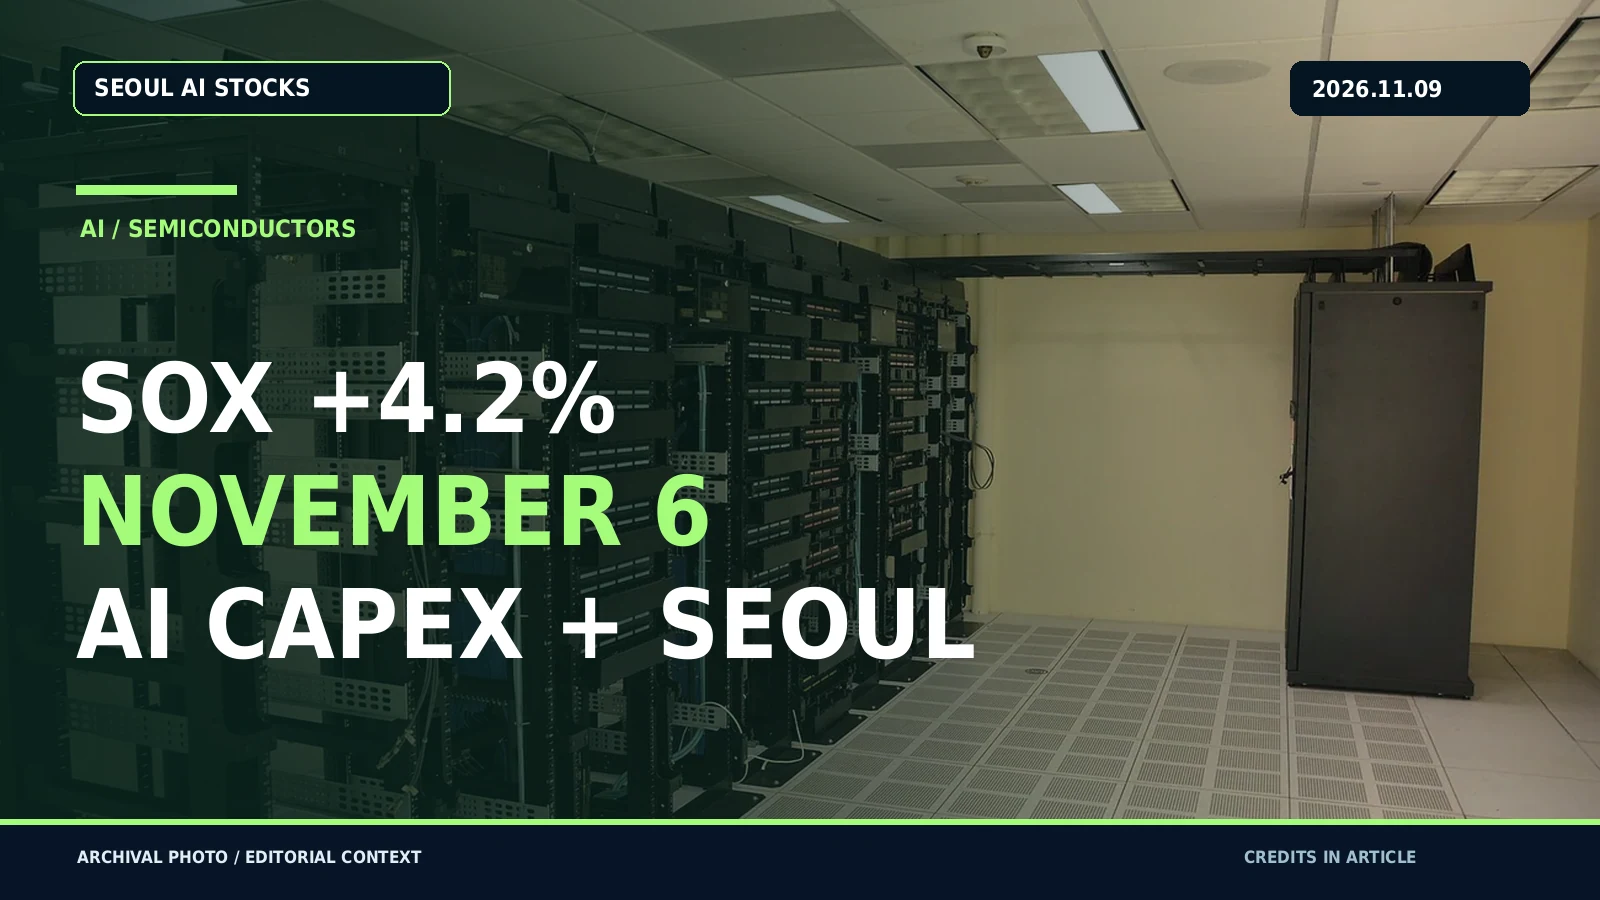 SEOUL AI STOCKS
2026.11.09
AI / SEMICONDUCTORS
SOX +4.2%
NOVEMBER 6
AI CAPEX + SEOUL
ARCHIVAL PHOTO / EDITORIAL CONTEXT
CREDITS IN ARTICLE